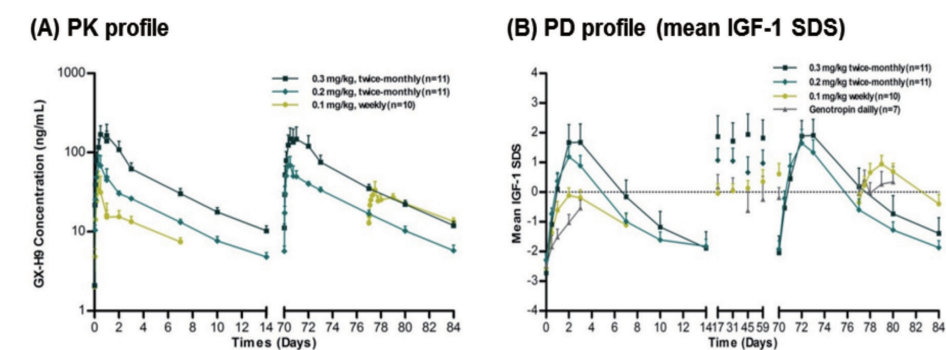 (A) PK profile
1000
100
10
1
GX-H9 Concentration (ng/mL)
0.3 mg/kg, twice-monthly(n=11)
0.2 mg/kg, twice-monthly(n=11)
0.1 mg/kg, weekly(n=10)
0 2 4 6 8 10 12 14 70 72 74 76 78 80 82 84
Times (Days)
(B) PD profile (mean IGF-1 SDS)
4
3
2
1
0
-1
-2
-3
-4
Mean IGF-1 SDS
0.3 mg/kg twice-monthly(n=11)
0.2 mg/kg twice-monthly(n=11)
0.1 mg/kg weekly(n=10)
Genotropin dailly(n=7)
0 2 4 6 8 10 14 17 31 45 59 70 72 74 76 78 80 84
Times (Days)